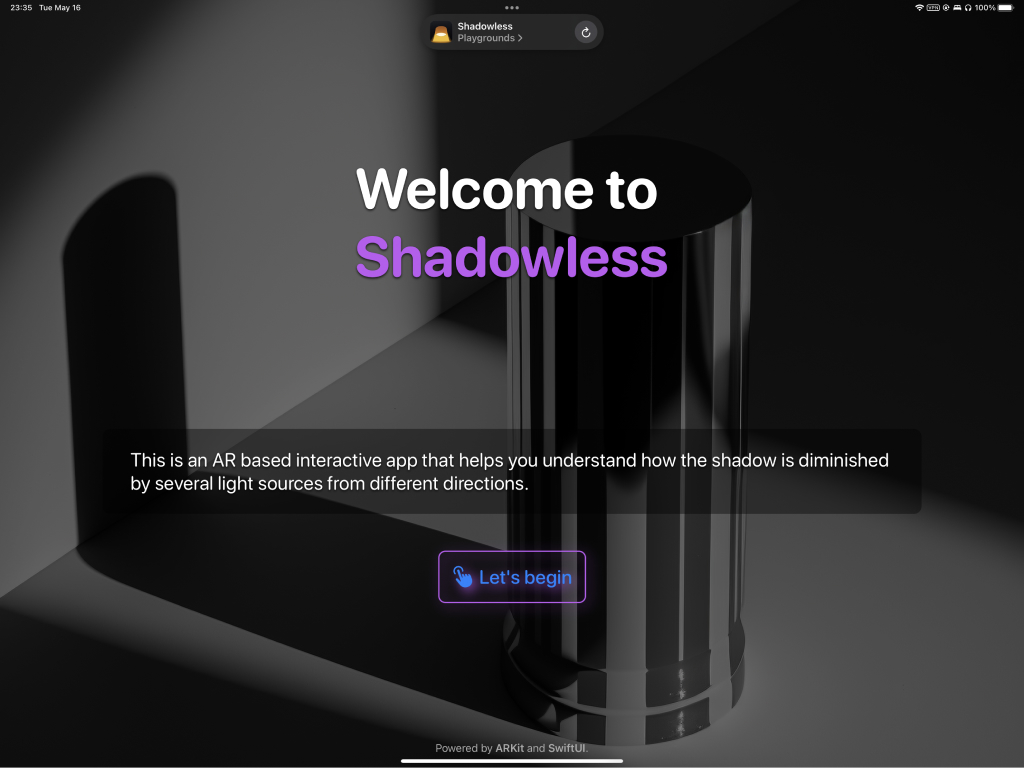 23:35 Tue May 16
VPN
100%
Shadowless
Playgrounds
Welcome to
Shadowless
This is an AR based interactive app that helps you understand how the shadow is diminished
by several light sources from different directions.
Let's begin
Powered by ARKit and SwiftUI.